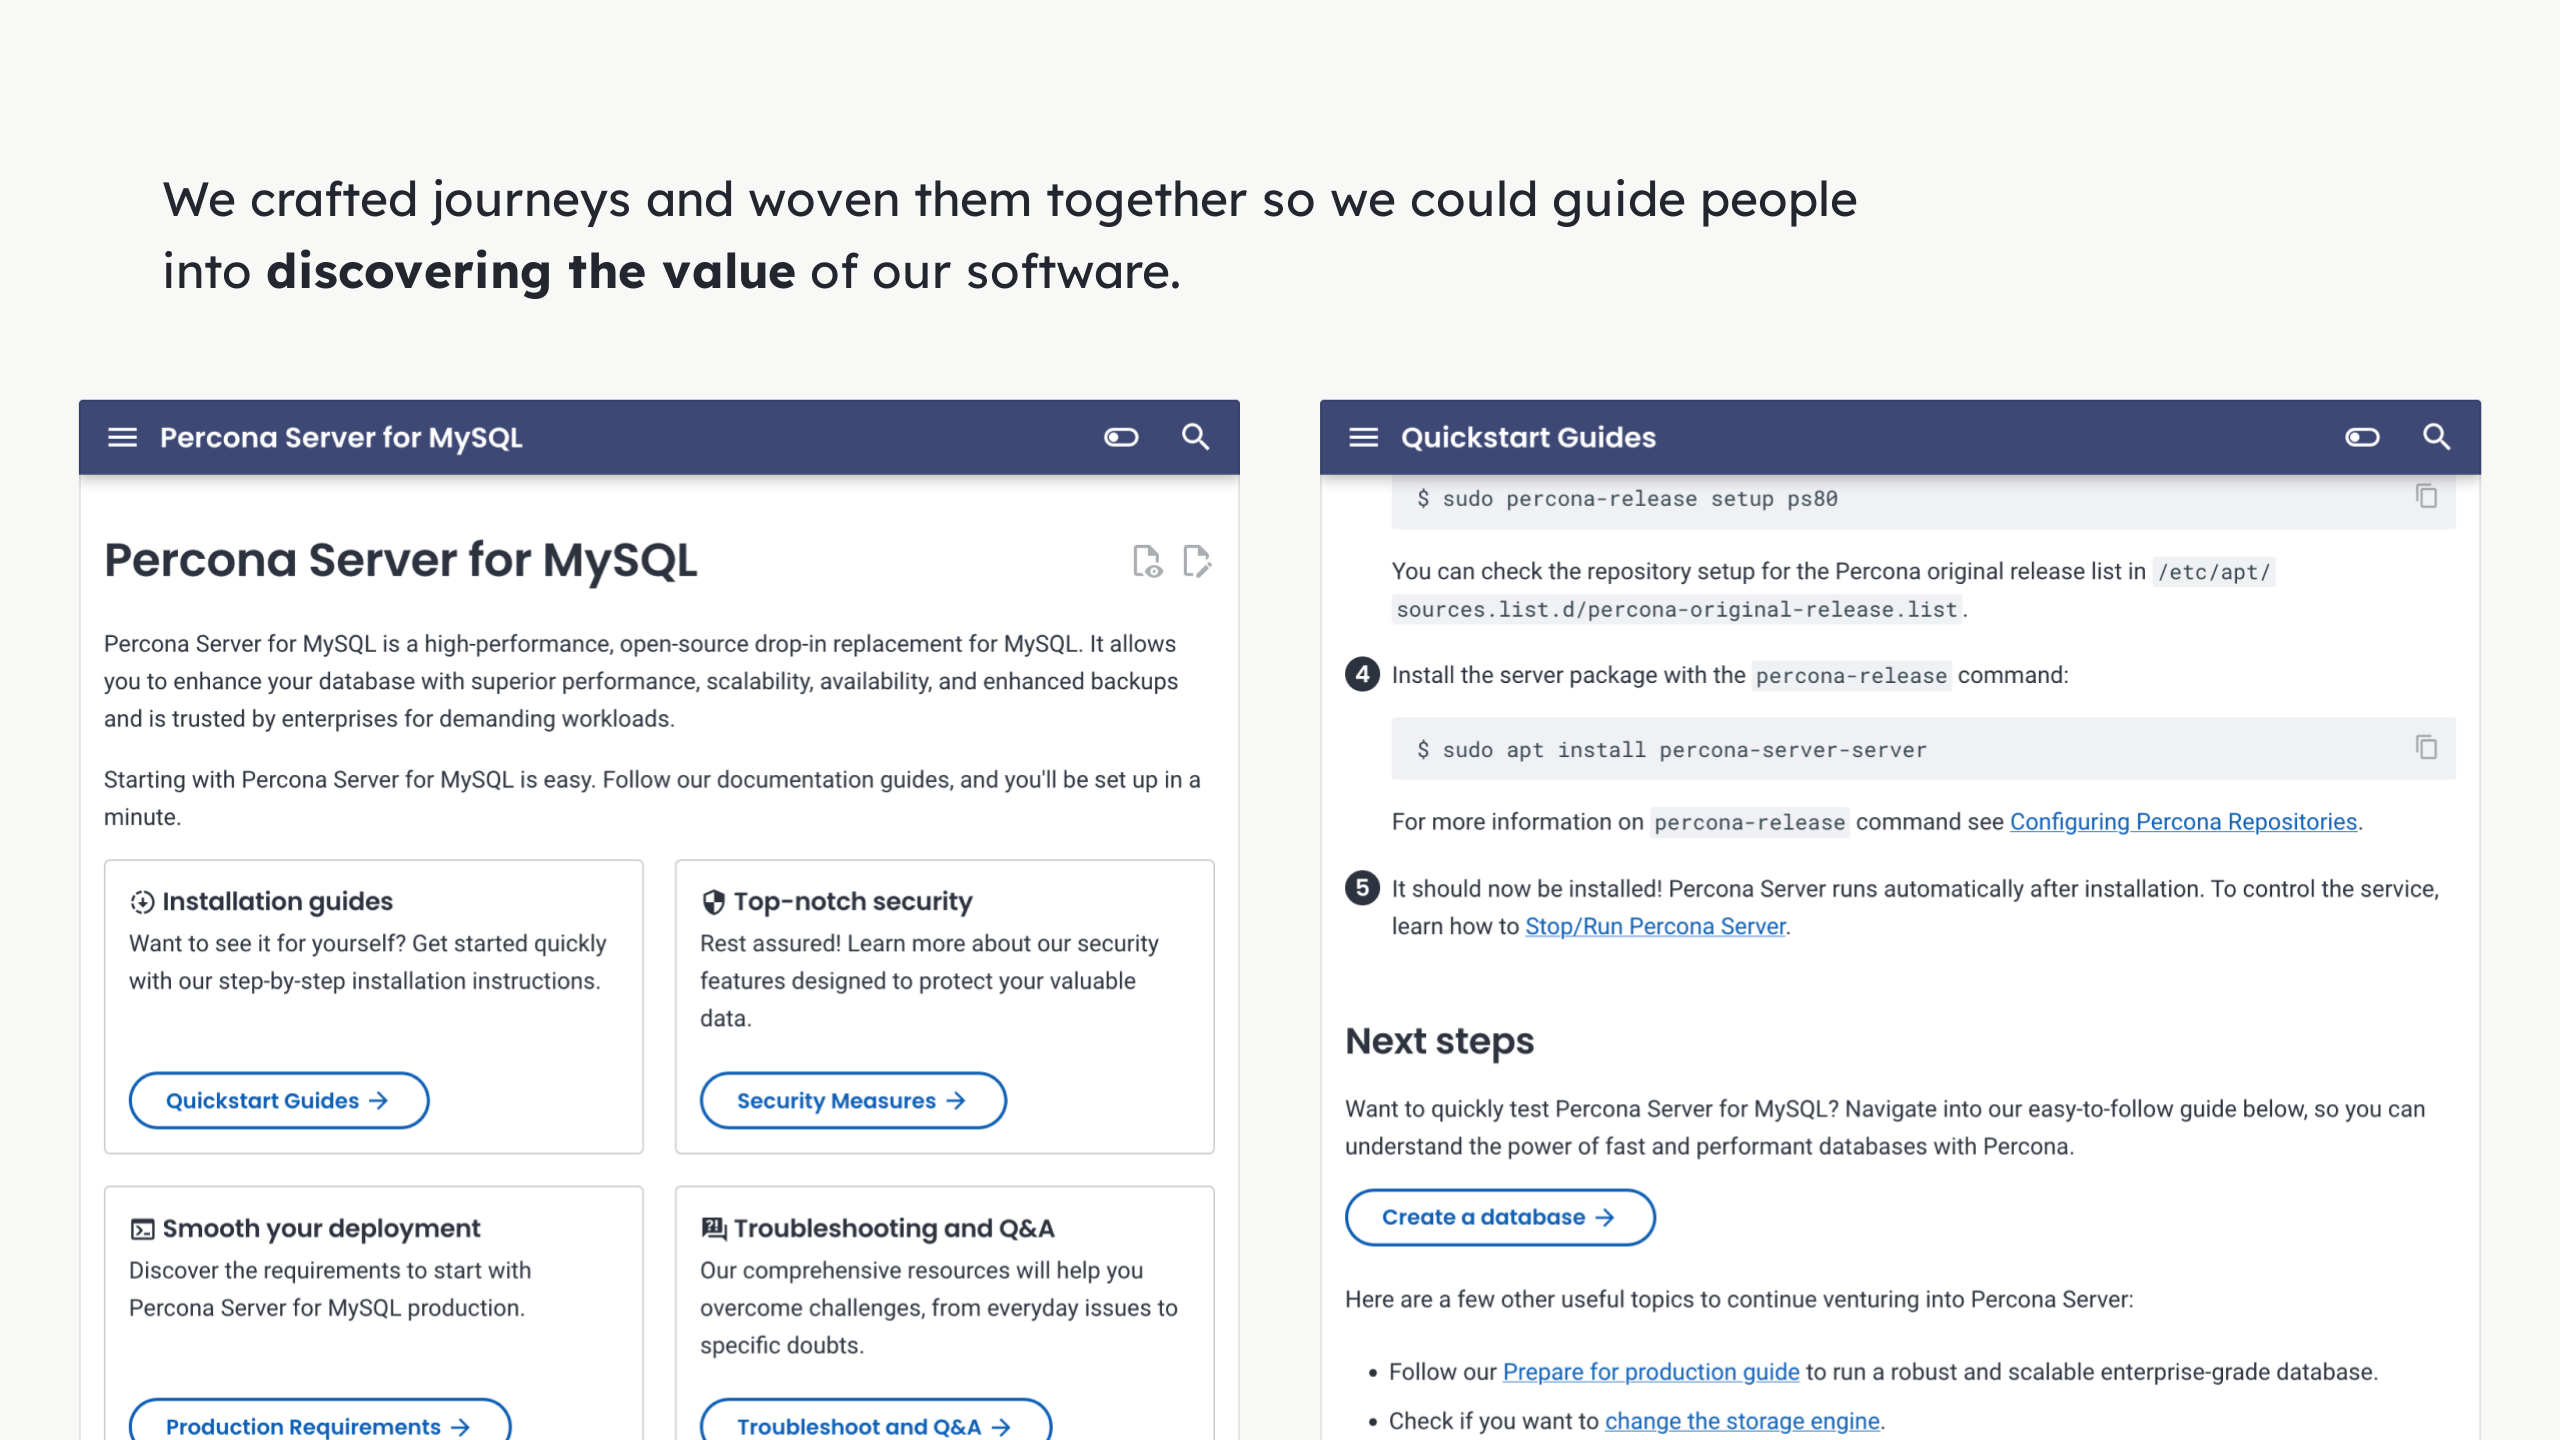 We crafted journeys and woven them together so we could guide people
into discovering the value of our software.
Percona Server for MySQL
Percona Server for MySQL
Percona Server for MySQL is a high-performance, open-source drop-in replacement for MySQL. It allows
you to enhance your database with superior performance, scalability, availability, and enhanced backups
and is trusted by enterprises for demanding workloads.
Starting with Percona Server for MySQL is easy. Follow our documentation guides, and you'll be set up in a
minute.
Installation guides
Want to see it for yourself? Get started quickly
with our step-by-step installation instructions.
Quickstart Guides →
Top-notch security
Rest assured! Learn more about our security
features designed to protect your valuable
data.
Security Measures →
Smooth your deployment
Discover the requirements to start with
Percona Server for MySQL production.
Production Requirements →
Troubleshooting and Q&A
Our comprehensive resources will help you
overcome challenges, from everyday issues to
specific doubts.
Troubleshoot and Q&A →
Quickstart Guides
$ sudo percona-release setup ps80
You can check the repository setup for the Percona original release list in /etc/apt/
sources.list.d/percona-original-release.list.
4 Install the server package with the percona-release command:
$ sudo apt install percona-server-server
For more information on percona-release command see Configuring Percona Repositories.
5 It should now be installed! Percona Server runs automatically after installation. To control the service,
learn how to Stop/Run Percona Server.
Next steps
Want to quickly test Percona Server for MySQL? Navigate into our easy-to-follow guide below, so you can
understand the power of fast and performant databases with Percona.
Create a database →
Here are a few other useful topics to continue venturing into Percona Server:
• Follow our Prepare for production guide to run a robust and scalable enterprise-grade database.
• Check if you want to change the storage engine.